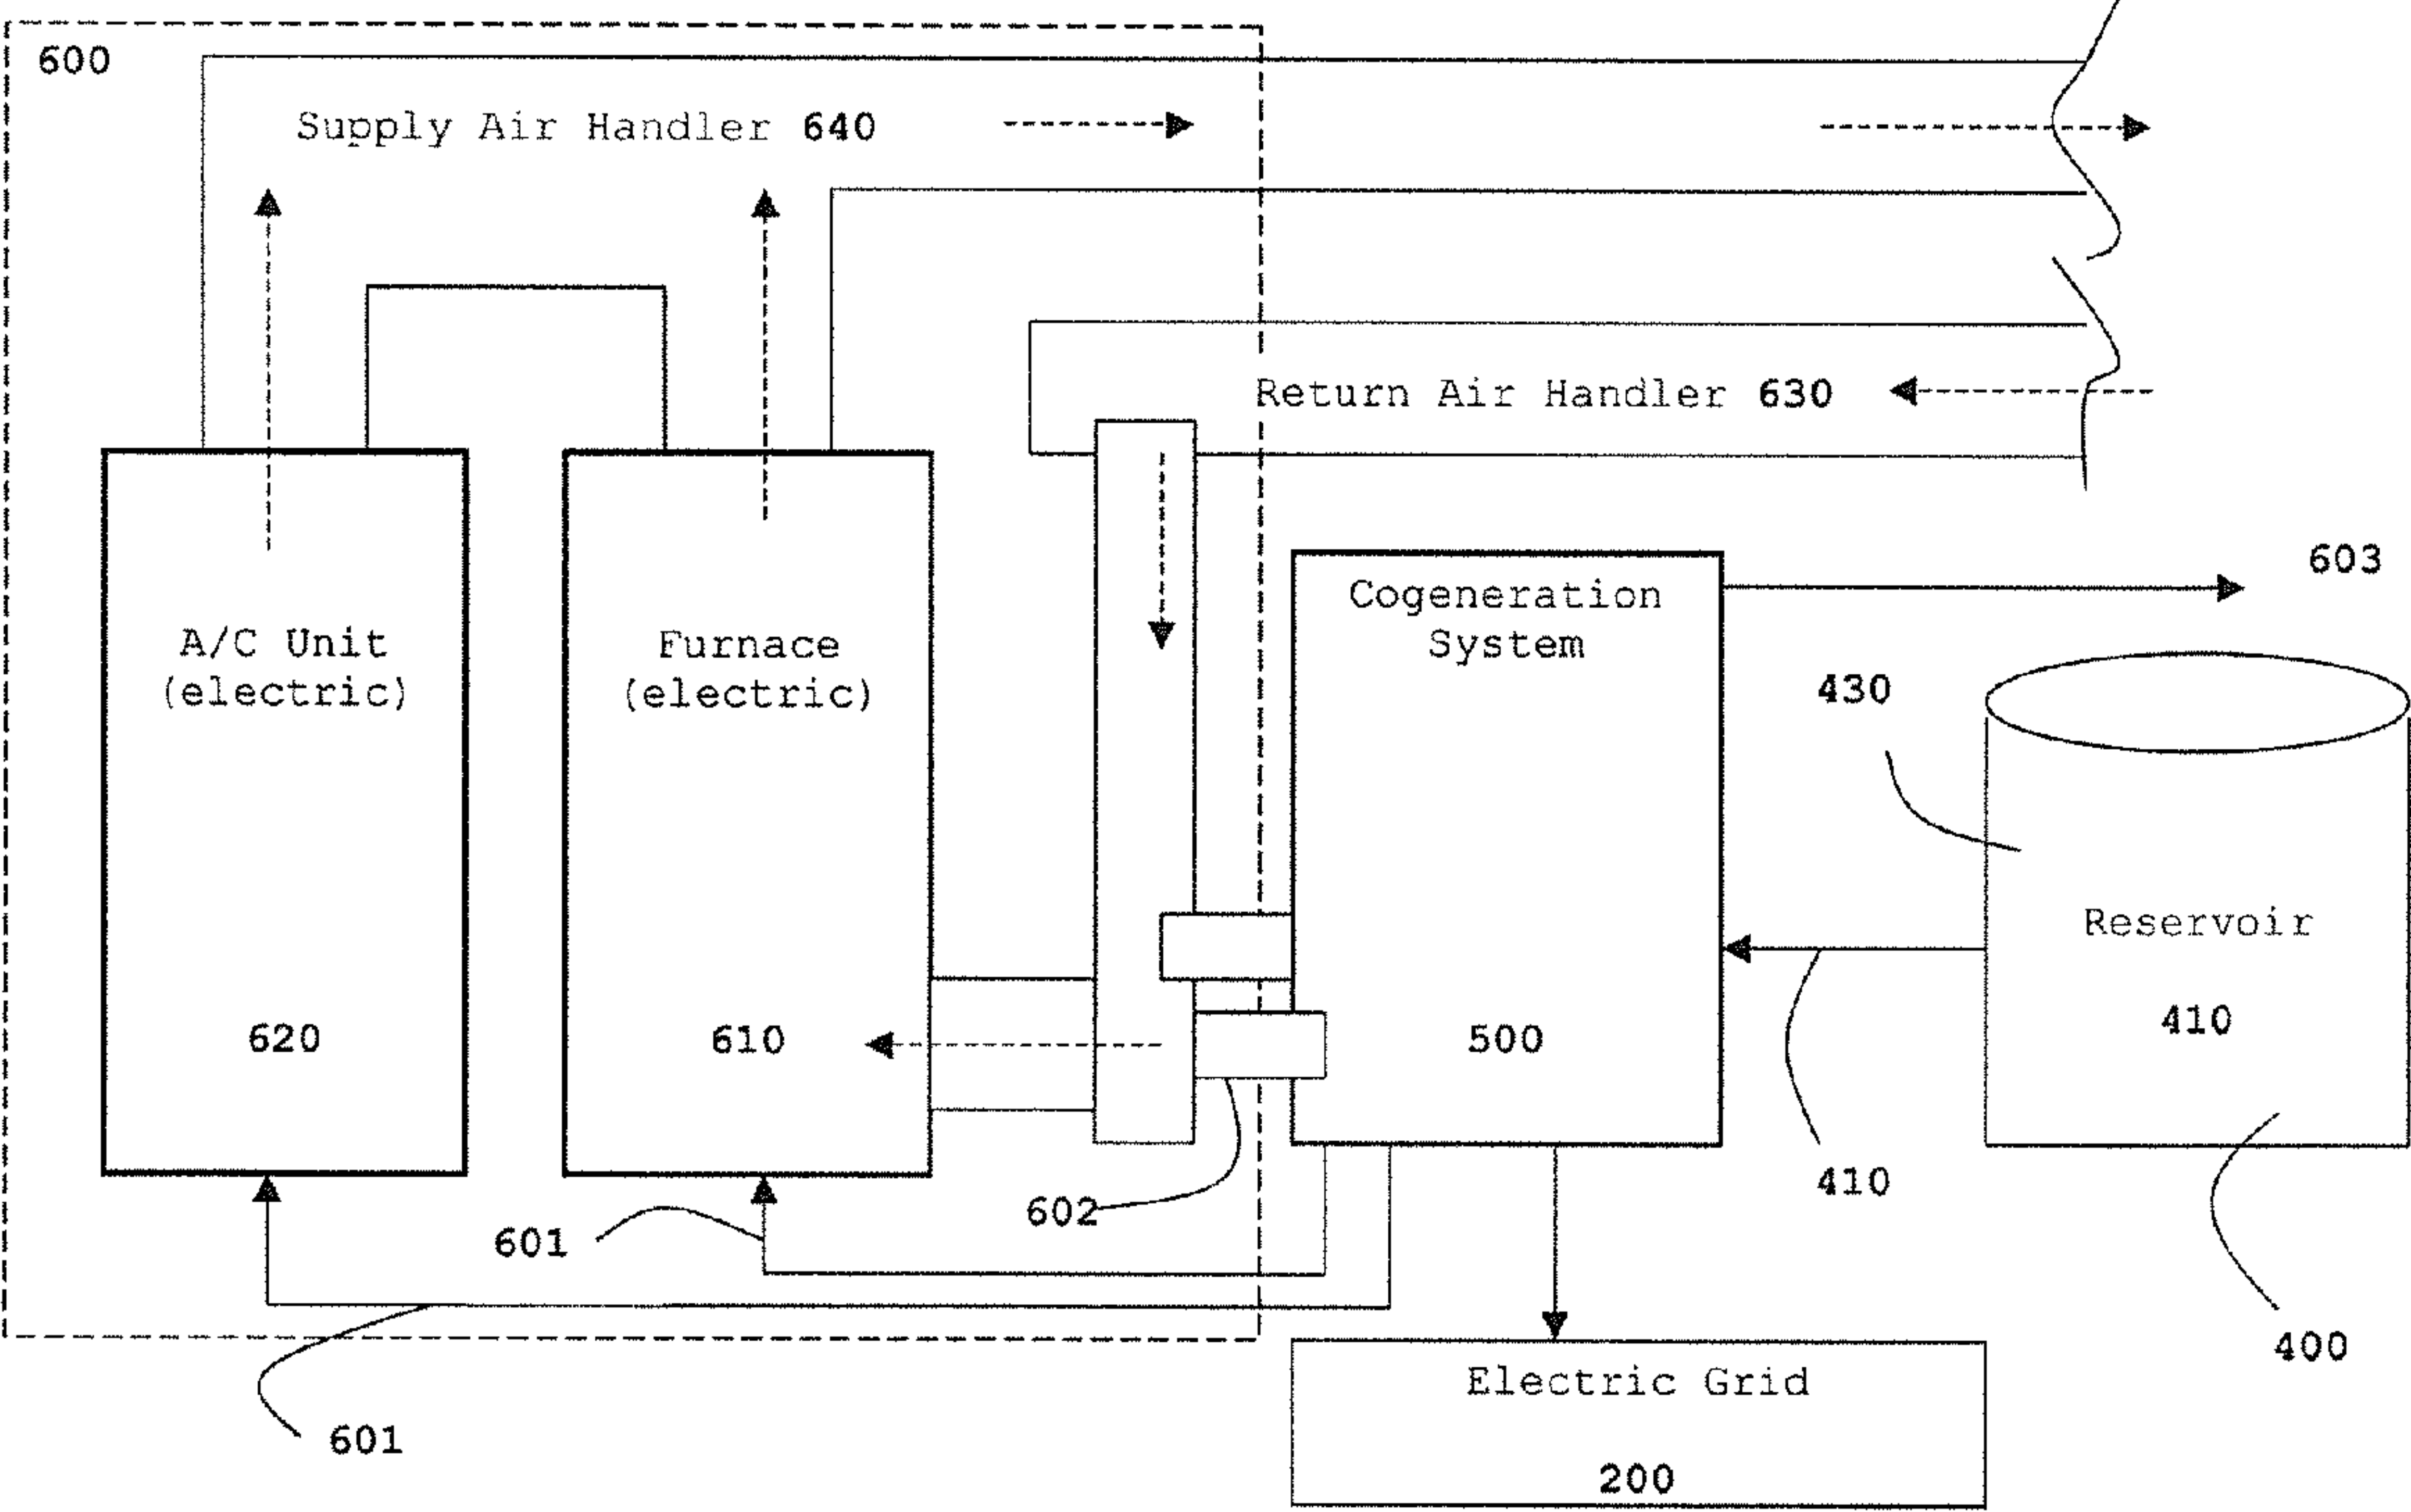 600
Supply Air Handler 640
Return Air Handler 630
603
Cogeneration
System
A/C Unit
(electric)
Furnace
(electric)
430
Reservoir
410
620
610
500
410
602
601
400
Electric Grid
601
200